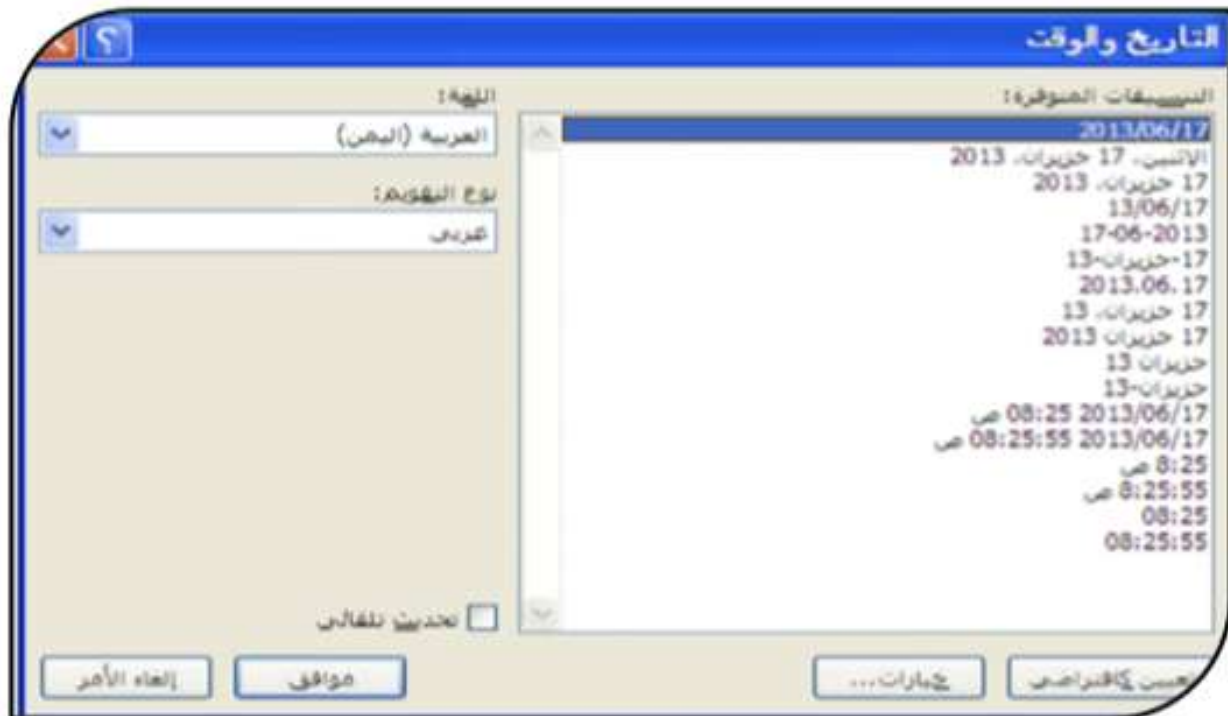 التاريخ والوقت
التنسيقات المتوفرة:
2013/06/17
الإثنين، 17 حزيران، 2013
17 حزيران، 2013
13/06/17
17-06-2013
17-حزيران-13
2013.06.17
17 حزيران، 13
17 حزيران 2013
حزيران 13
حزيران-13
2013/06/17 08:25 ص
2013/06/17 08:25:55 ص
8:25 ص
8:25:55 ص
08:25
08:25:55
اللغة:
العربية (اليمن)
نوع التقويم:
عربي
تحديث تلقائي
تعيين كافتراضي
خيارات...
موافق
إلغاء الأمر